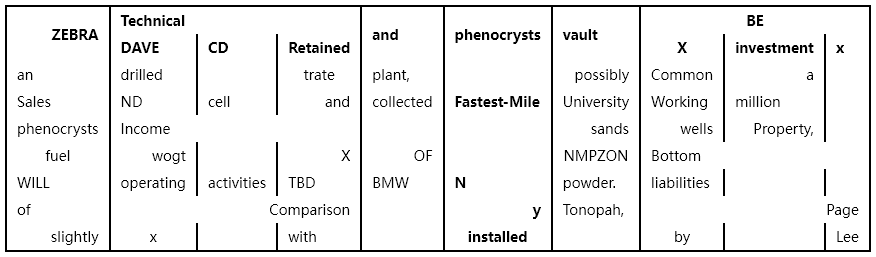 Technical BE
ZEBRA and phenocrysts vault
DAVE CD Retained X investment x
an drilled trate plant, possibly Common a
Sales ND cell and collected Fastest-Mile University Working million
phenocrysts Income sands wells Property,
fuel wogt X OF NMPZON Bottom
WILL operating activities TBD BMW N powder. liabilities
of Comparison y Tonopah, Page
slightly x with installed by Lee